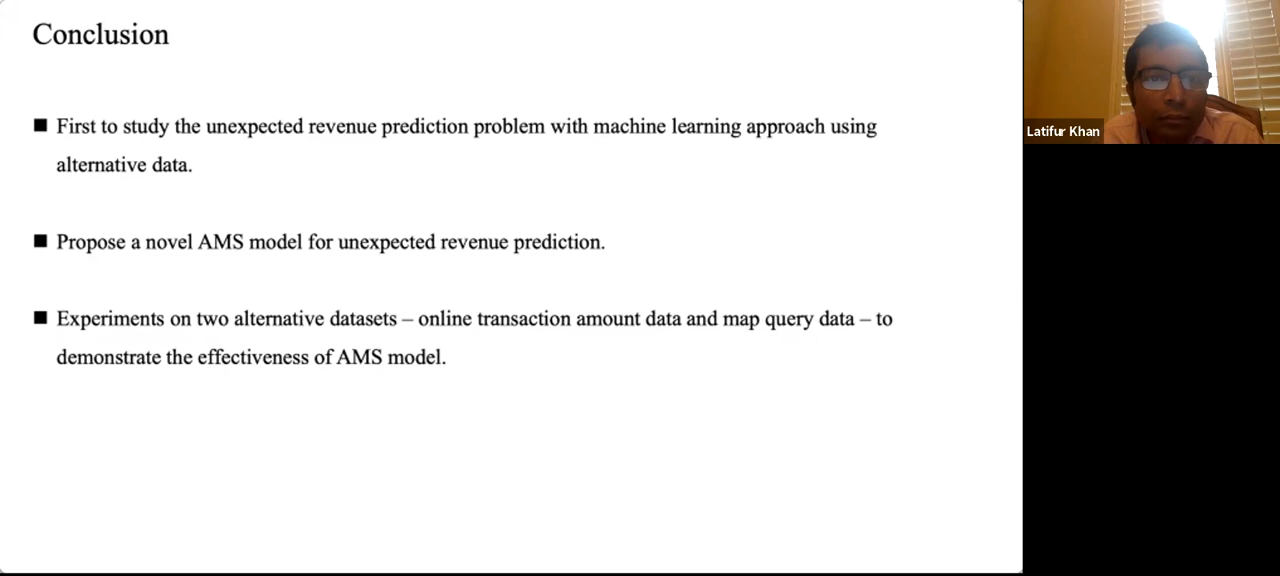 Conclusion
■ First to study the unexpected revenue prediction problem with machine learning approach using
alternative data.
■ Propose a novel AMS model for unexpected revenue prediction.
■ Experiments on two alternative datasets – online transaction amount data and map query data – to
demonstrate the effectiveness of AMS model.
Latifur Khan